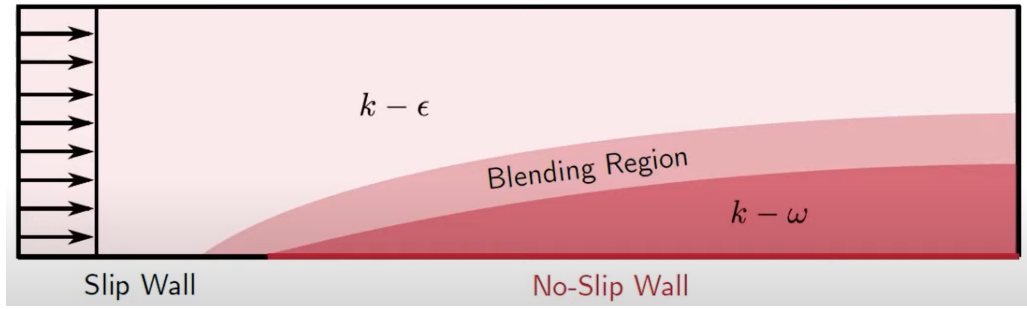 k − ϵ
Blending Region
k − ω
Slip Wall
No-Slip Wall